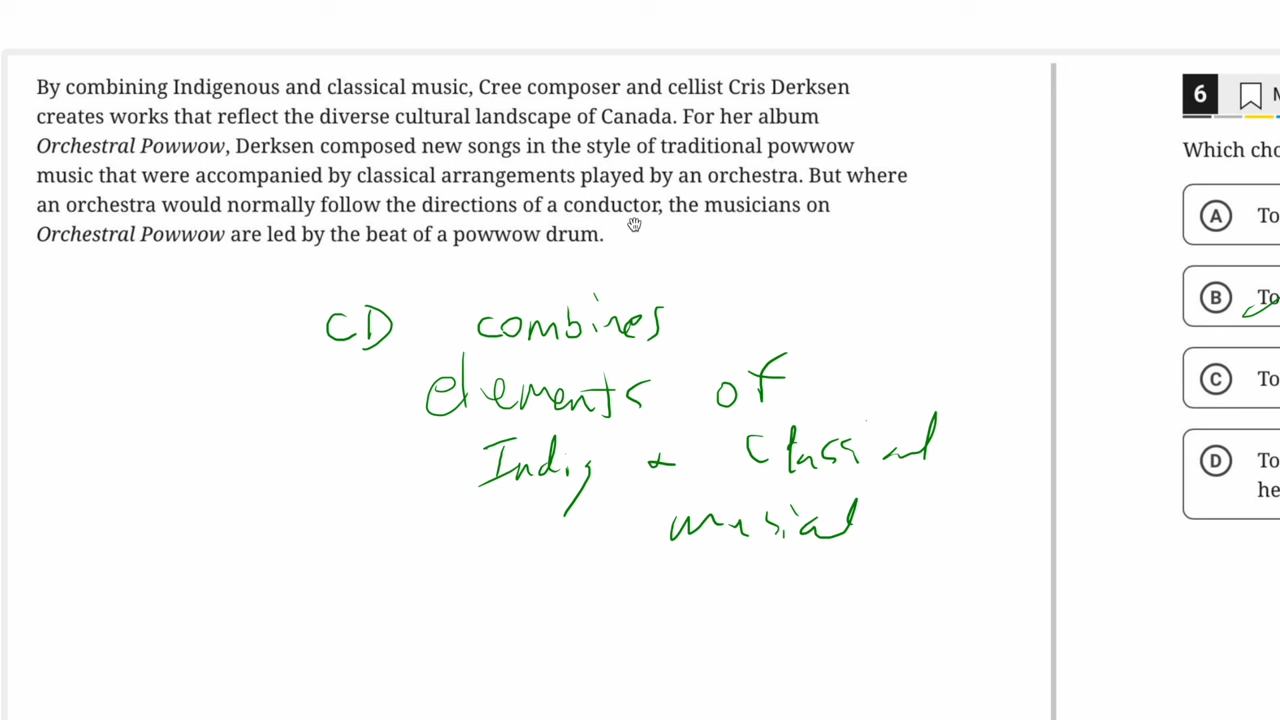 By combining Indigenous and classical music, Cree composer and cellist Cris Derksen
creates works that reflect the diverse cultural landscape of Canada. For her album
Orchestral Powwow, Derksen composed new songs in the style of traditional powwow
music that were accompanied by classical arrangements played by an orchestra. But where
an orchestra would normally follow the directions of a conductor, the musicians on
Orchestral Powwow are led by the beat of a powwow drum.
CD combines
elements of
Indig & Classical
musical
6
Which cho
A To
B To
C To
D To
he